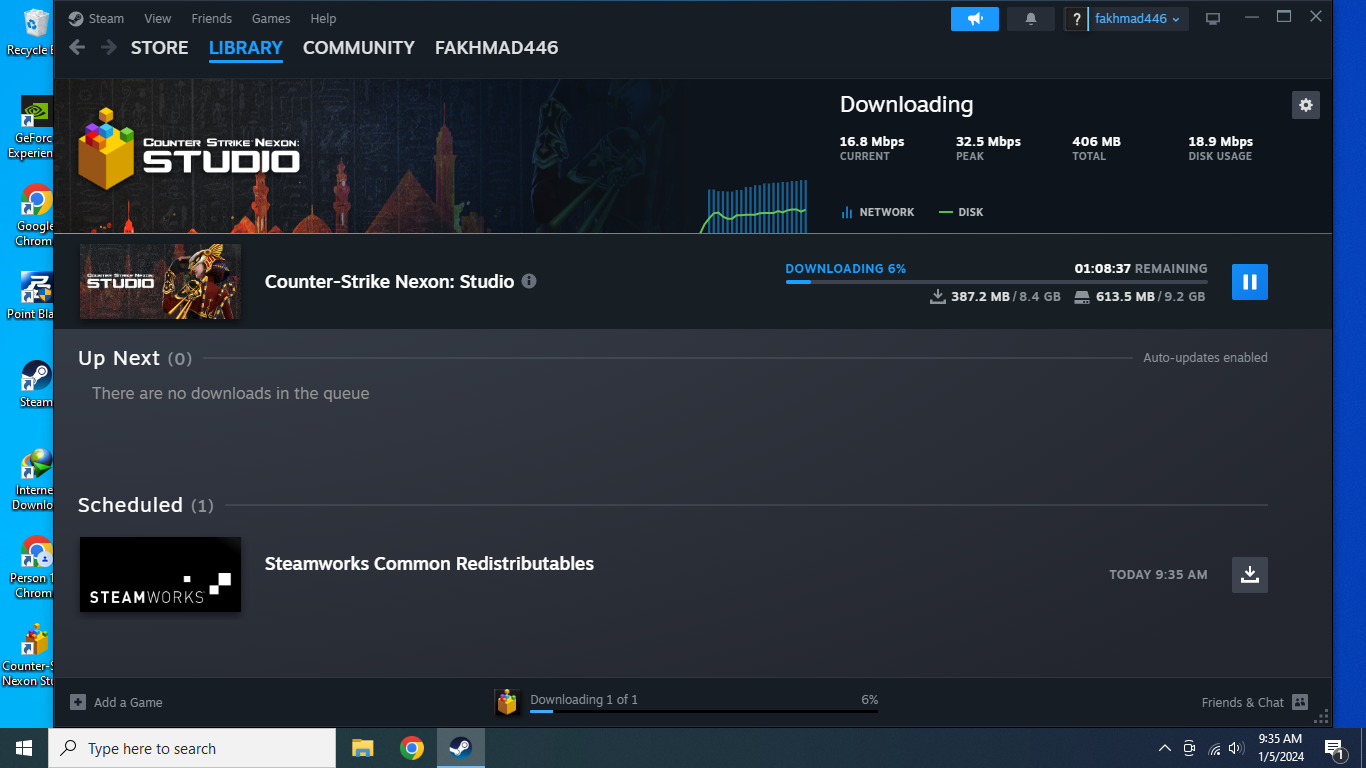 Recycle B
GeForc
Experien
Google
Chrom
Point Bla
Steam
Interne
Downlo
Person 1
Chrom
Counter-S
Nexon Stu
Steam View Friends Games Help
? fakhmad446
STORE LIBRARY COMMUNITY FAKHMAD446
COUNTER STRIKE NEXON:
STUDIO
Downloading
16.8 Mbps 32.5 Mbps 406 MB 18.9 Mbps
CURRENT PEAK TOTAL DISK USAGE
NETWORK DISK
COUNTER STRIKE NEXON:
STUDIO
Counter-Strike Nexon: Studio
DOWNLOADING 6% 01:08:37 REMAINING
387.2 MB / 8.4 GB 613.5 MB / 9.2 GB
Up Next (0) Auto-updates enabled
There are no downloads in the queue
Scheduled (1)
STEAMWORKS
Steamworks Common Redistributables
TODAY 9:35 AM
Add a Game
Downloading 1 of 1 6%
Friends & Chat
Type here to search
9:35 AM
1/5/2024
1